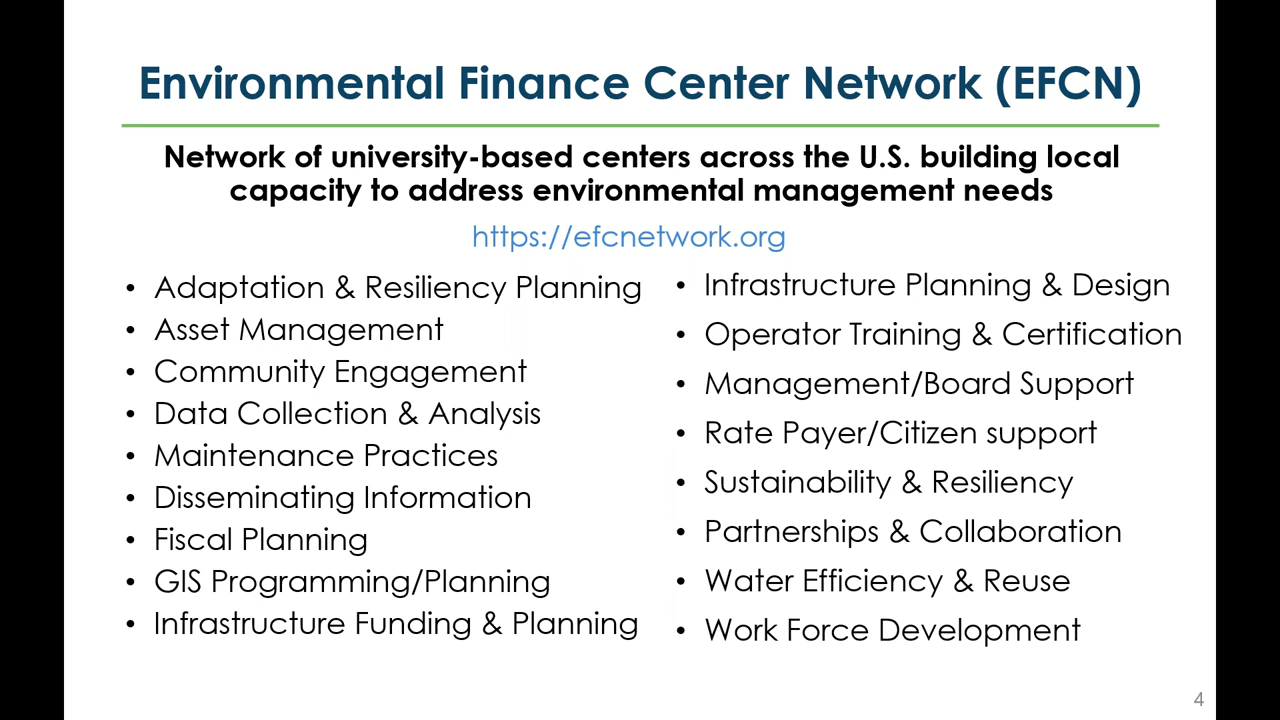 Environmental Finance Center Network (EFCN)
Network of university-based centers across the U.S. building local
capacity to address environmental management needs
https://efcnetwork.org
• Adaptation & Resiliency Planning
• Asset Management
• Community Engagement
• Data Collection & Analysis
• Maintenance Practices
• Disseminating Information
• Fiscal Planning
• GIS Programming/Planning
• Infrastructure Funding & Planning
• Infrastructure Planning & Design
• Operator Training & Certification
• Management/Board Support
• Rate Payer/Citizen support
• Sustainability & Resiliency
• Partnerships & Collaboration
• Water Efficiency & Reuse
• Work Force Development
4